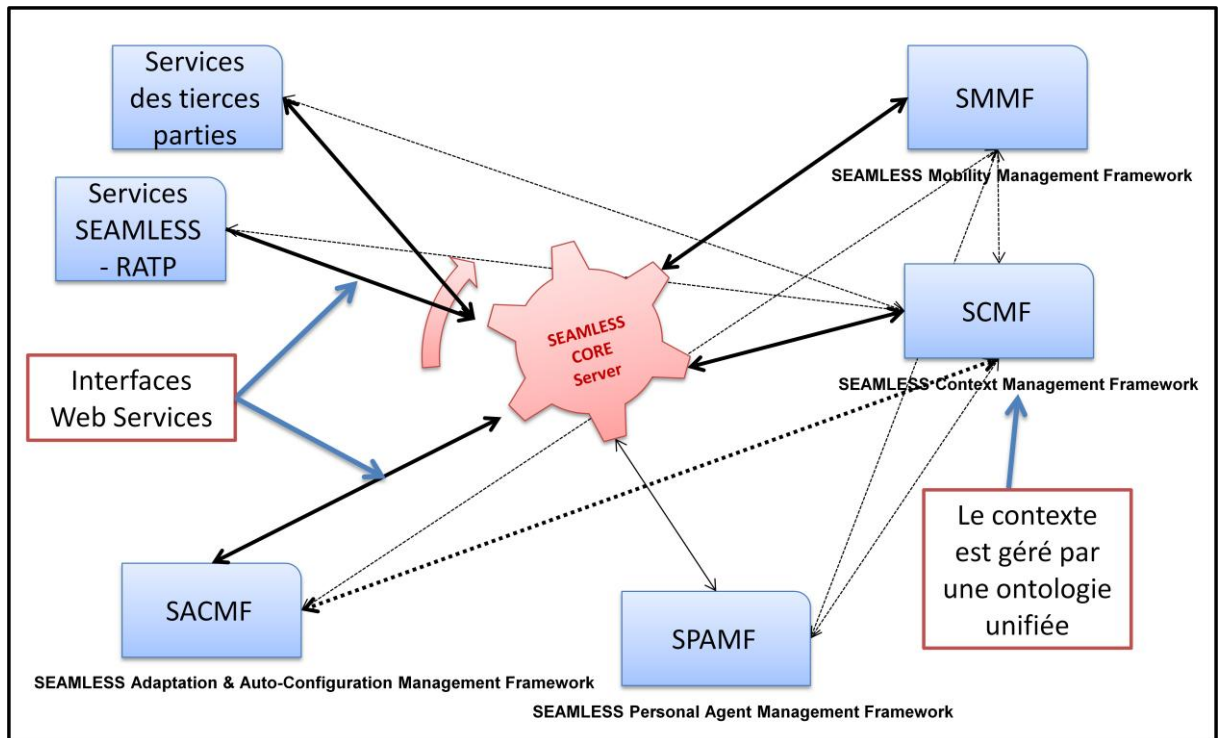 Services
des tierces
parties
SMMF
SEAMLESS Mobility Management Framework
Services
SEAMLESS
- RATP
SCMF
SEAMLESS Context Management Framework
SEAMLESS
CORE
Server
Interfaces
Web Services
Le contexte
est géré par
une ontologie
unifiée
SACMF
SEAMLESS Adaptation & Auto-Configuration Management Framework
SPAMF
SEAMLESS Personal Agent Management Framework